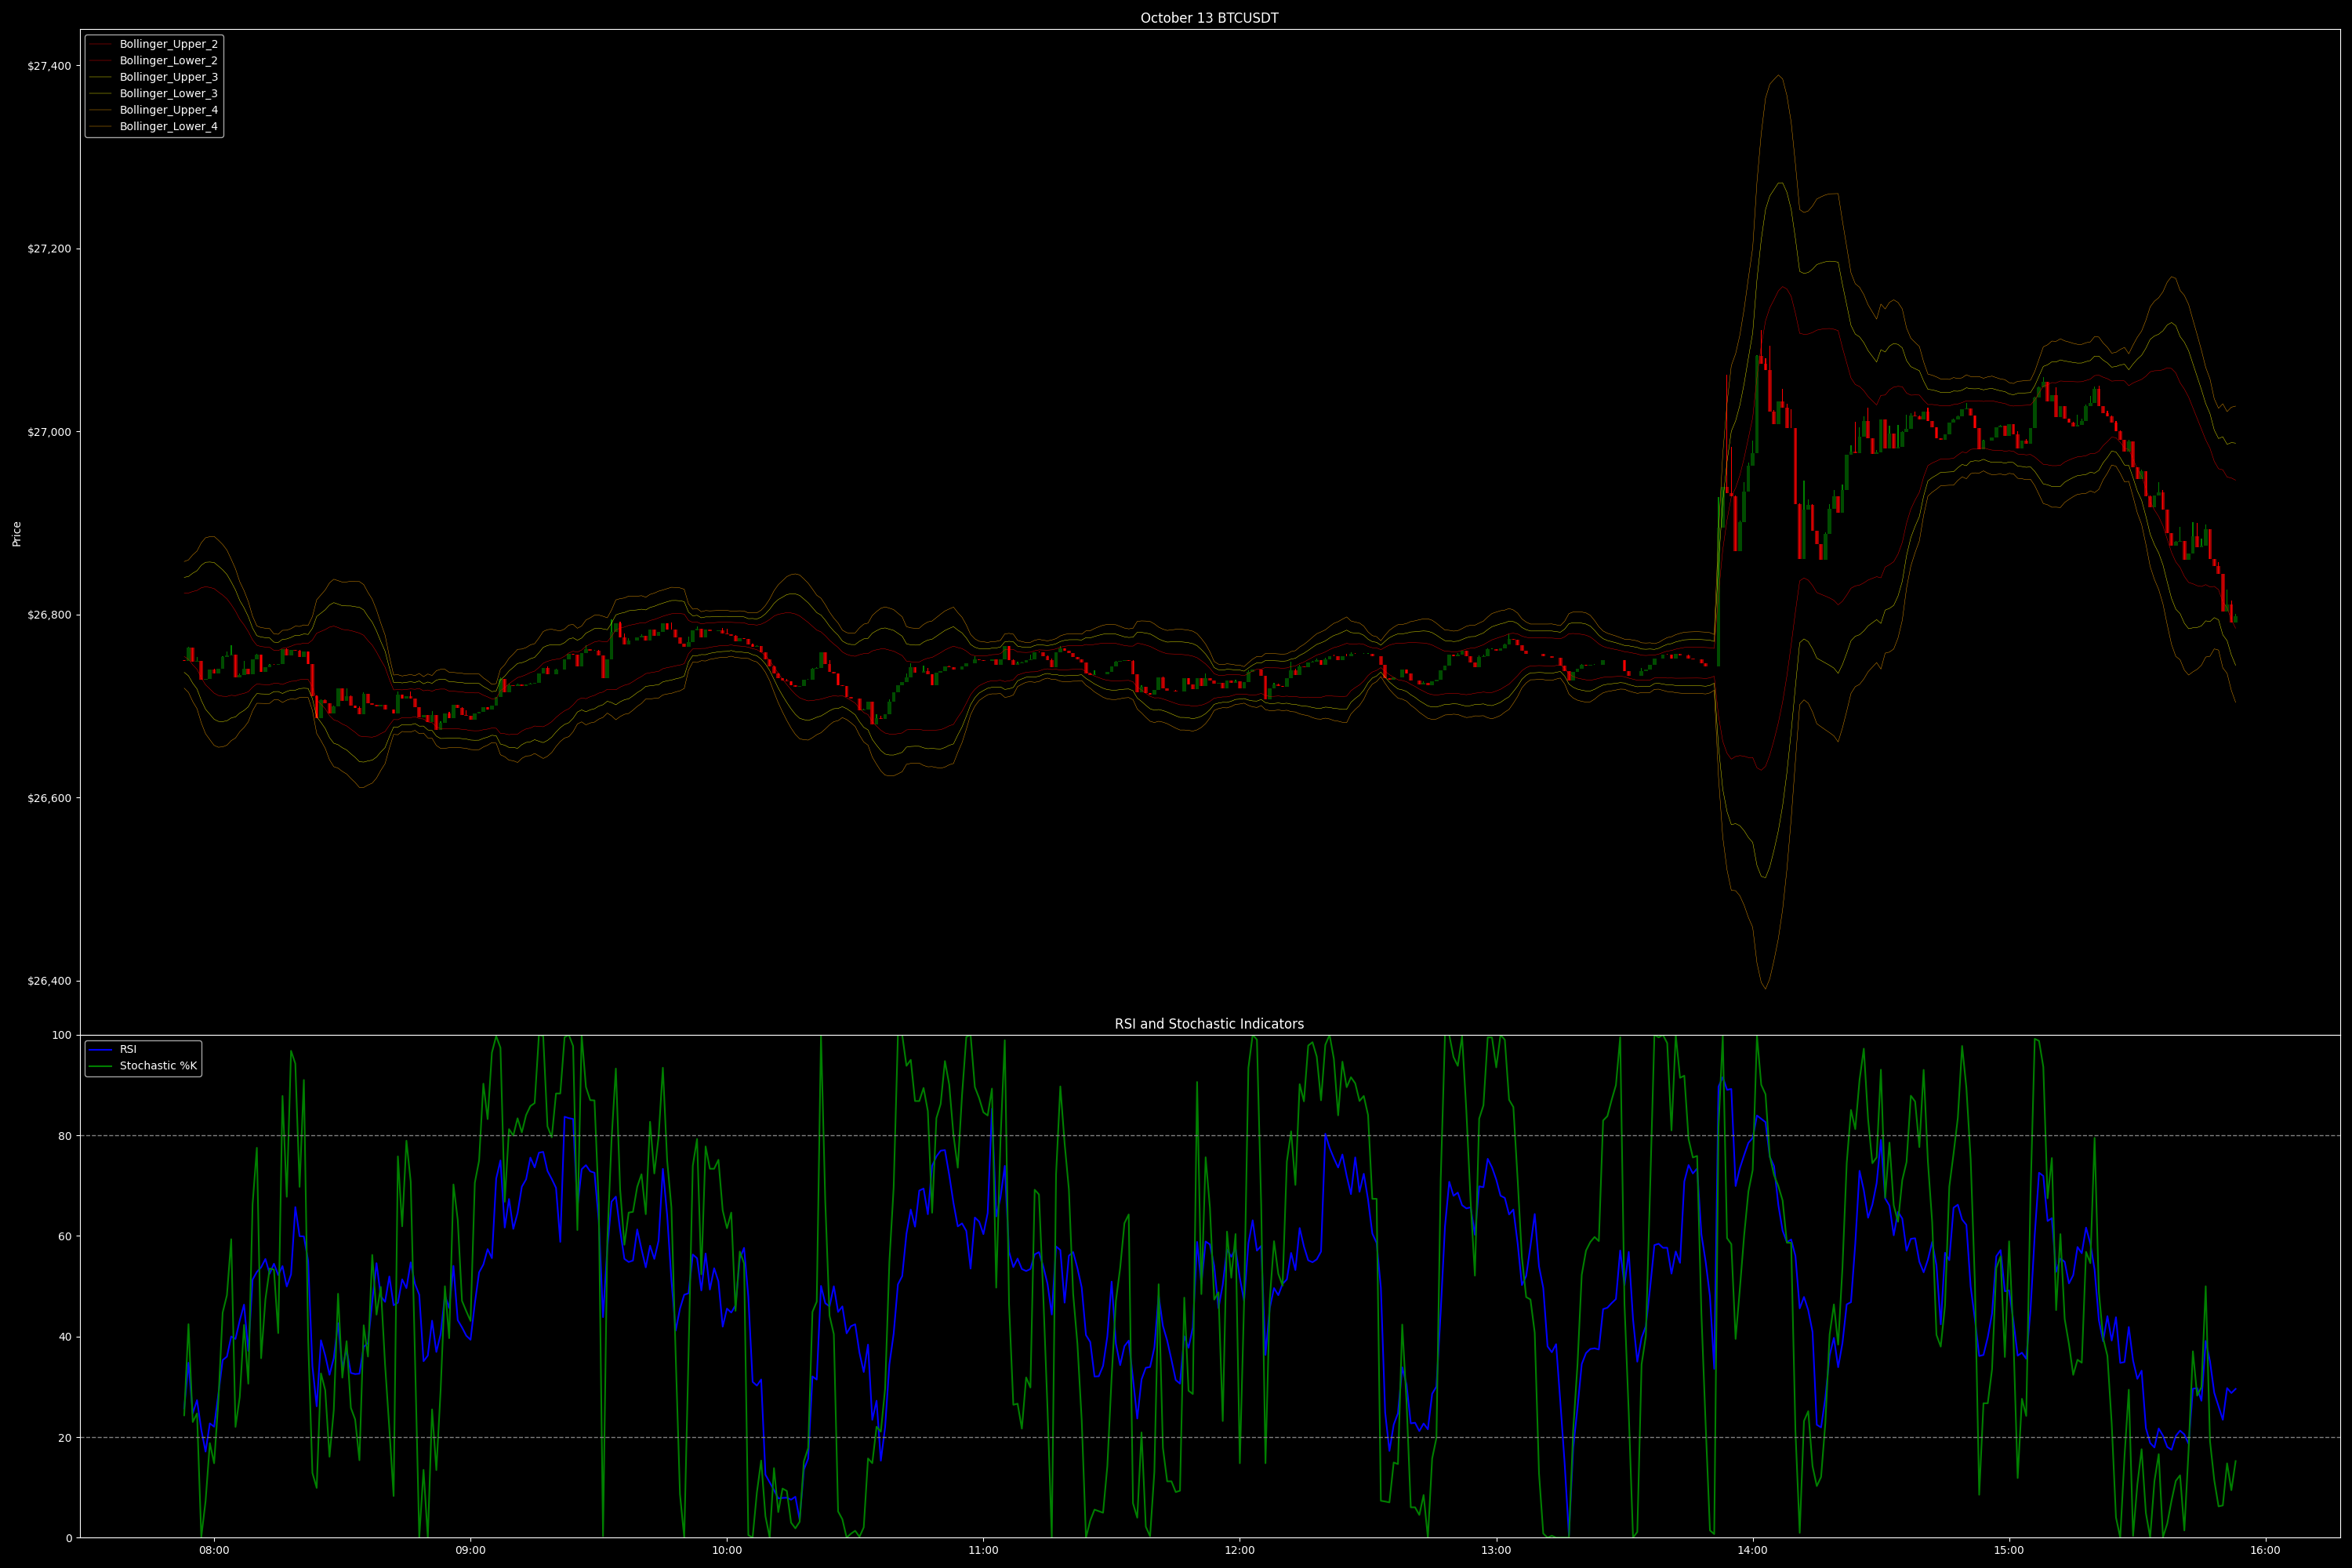 October 13 BTCUSDT
Bollinger_Upper_2
Bollinger_Lower_2
Bollinger_Upper_3
Bollinger_Lower_3
Bollinger_Upper_4
Bollinger_Lower_4
$27,400
$27,200
$27,000
$26,800
$26,600
$26,400
Price
RSI and Stochastic Indicators
RSI
Stochastic %K
100
80
60
40
20
0
08:00 09:00 10:00 11:00 12:00 13:00 14:00 15:00 16:00